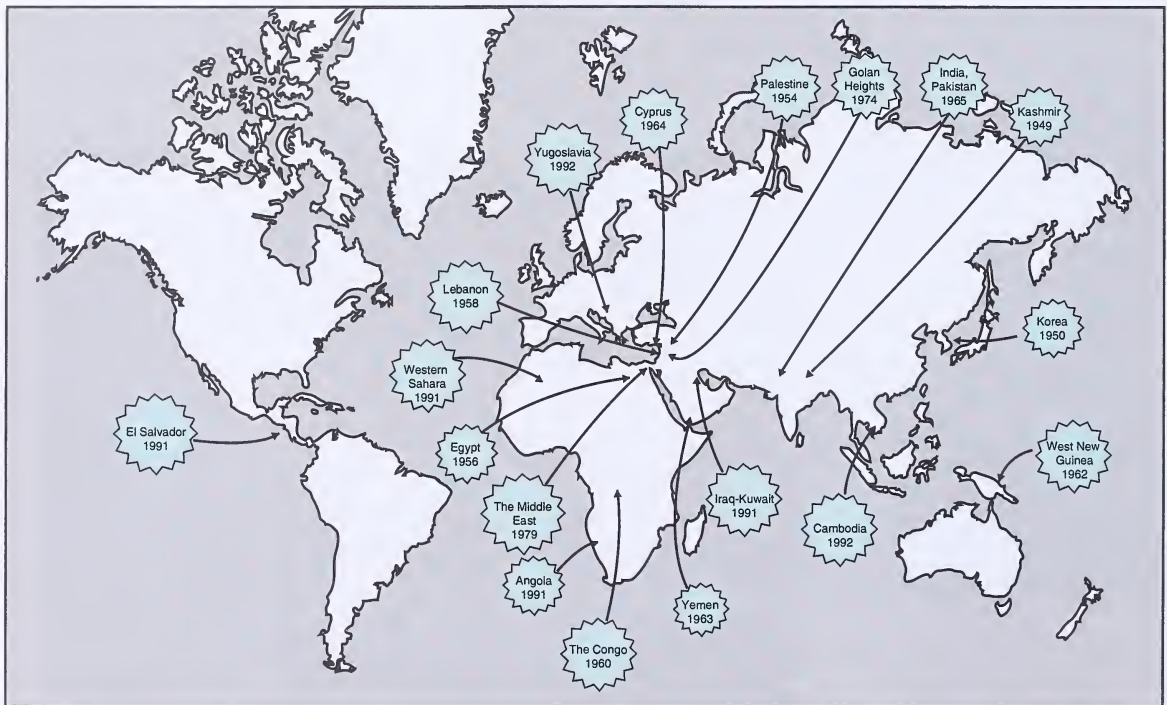 Palestine
1954
Golan
Heights
1974
India,
Pakistan
1965
Kashmir
1949
Cyprus
1964
Yugoslavia
1992
Lebanon
1958
Korea
1950
Western
Sahara
1991
El Salvador
1991
Egypt
1956
West New
Guinea
1962
The Middle
East
1979
Iraq-Kuwait
1991
Cambodia
1992
Angola
1991
Yemen
1963
The Congo
1960